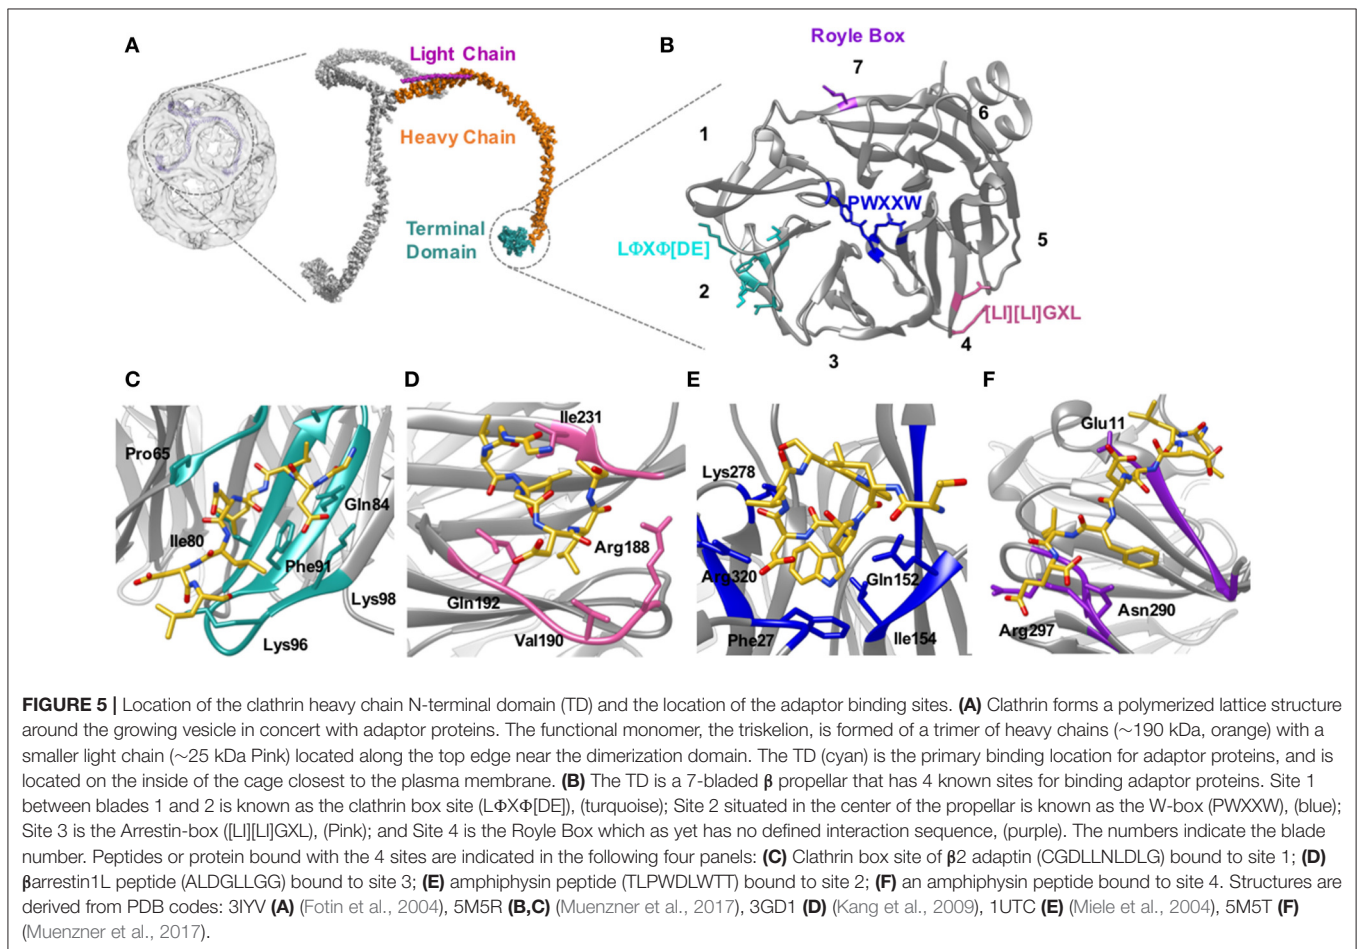 A
Light Chain
Heavy Chain
Terminal
Domain
B
Royle Box
7
6
1
PWXXW
5
LΦXΦ[DE]
2
[LI][LI]GXL
4
3
C
Pro65
Gln84
Ile80
Phe91
Lys98
Lys96
D
Ile231
Arg188
Gln192
Val190
E
Lys278
Arg320
Gln152
Phe27
Ile154
F
Glu11
Asn290
Arg297
FIGURE 5 | Location of the clathrin heavy chain N-terminal domain (TD) and the location of the adaptor binding sites. (A) Clathrin forms a polymerized lattice structure
around the growing vesicle in concert with adaptor proteins. The functional monomer, the triskelion, is formed of a trimer of heavy chains (∼190 kDa, orange) with a
smaller light chain (∼25 kDa Pink) located along the top edge near the dimerization domain. The TD (cyan) is the primary binding location for adaptor proteins, and is
located on the inside of the cage closest to the plasma membrane. (B) The TD is a 7-bladed β propellar that has 4 known sites for binding adaptor proteins. Site 1
between blades 1 and 2 is known as the clathrin box site (LΦXΦ[DE]), (turquoise); Site 2 situated in the center of the propellar is known as the W-box (PWXXW), (blue);
Site 3 is the Arrestin-box ([LI][LI]GXL), (Pink); and Site 4 is the Royle Box which as yet has no defined interaction sequence, (purple). The numbers indicate the blade
number. Peptides or protein bound with the 4 sites are indicated in the following four panels: (C) Clathrin box site of β2 adaptin (CGDLLNLDLG) bound to site 1; (D)
βarrestin1L peptide (ALDGLLGG) bound to site 3; (E) amphiphysin peptide (TLPWDLWTT) bound to site 2; (F) an amphiphysin peptide bound to site 4. Structures are
derived from PDB codes: 3IYV (A) (Fotin et al., 2004), 5M5R (B,C) (Muenzner et al., 2017), 3GD1 (D) (Kang et al., 2009), 1UTC (E) (Miele et al., 2004), 5M5T (F)
(Muenzner et al., 2017).